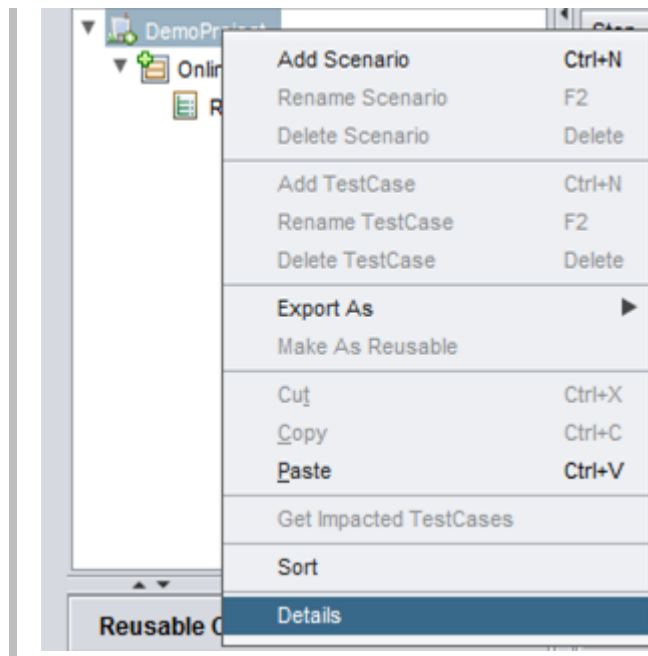 DemoPr
Add Scenario Ctrl+N
Onlin
Rename Scenario F2
R
Delete Scenario Delete
Add TestCase Ctrl+N
Rename TestCase F2
Delete TestCase Delete
Export As
Make As Reusable
Cut Ctrl+X
Copy Ctrl+C
Paste Ctrl+V
Get Impacted TestCases
Sort
Details
Reusable C